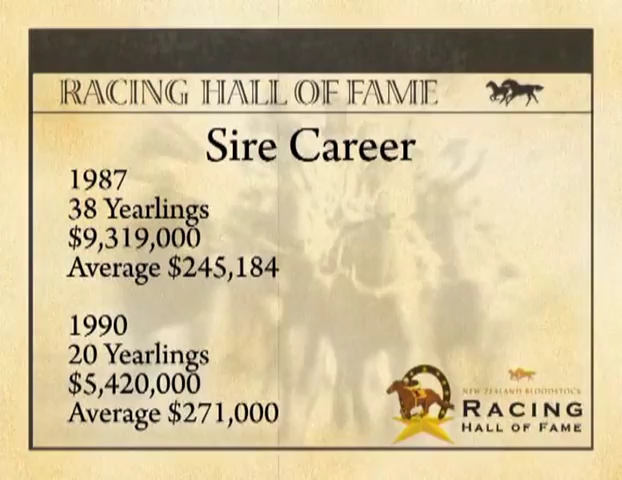 RACING HALL OF FAME
Sire Career
1987
38 Yearlings
$9,319,000
Average $245,184
1990
20 Yearlings
$5,420,000
Average $271,000
NEW ZEALAND BLOODSTOCK
RACING
HALL OF FAME